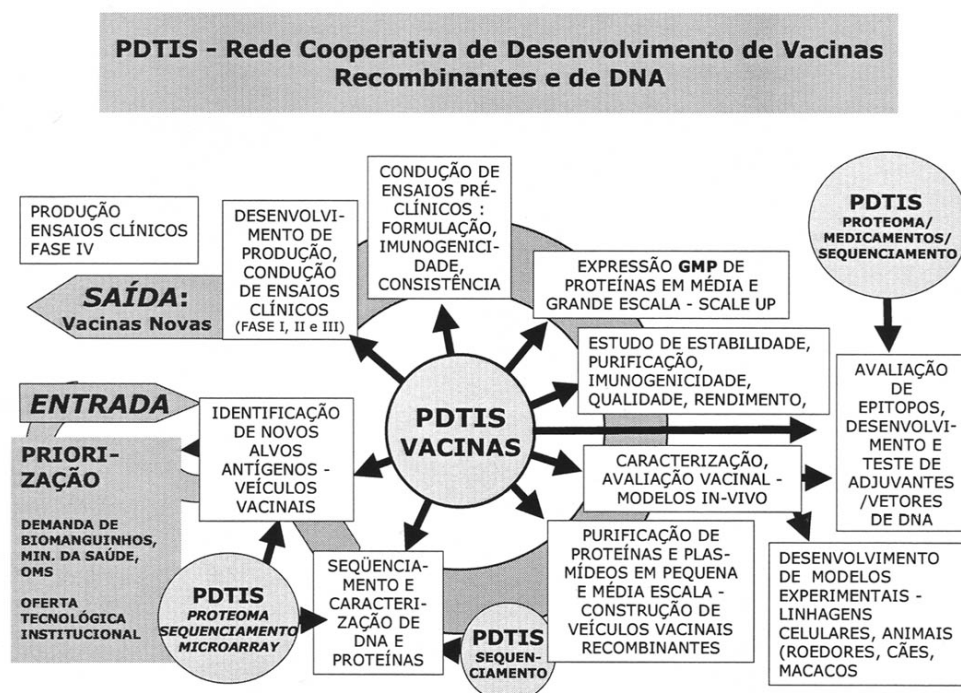 PDTIS - Rede Cooperativa de Desenvolvimento de Vacinas
Recombinantes e de DNA
PRODUÇÃO
ENSAIOS CLÍNICOS
FASE IV
SAÍDA:
Vacinas Novas
DESENVOLVI-
MENTO DE
PRODUÇÃO,
CONDUÇÃO
DE ENSAIOS
CLÍNICOS
(FASE I, II e III)
CONDUÇÃO DE
ENSAIOS PRÉ-
CLÍNICOS :
FORMULAÇÃO,
IMUNOGENICI-
DADE,
CONSISTÊNCIA
EXPRESSÃO GMP DE
PROTEÍNAS EM MÉDIA E
GRANDE ESCALA - SCALE UP
PDTIS
PROTEOMA/
MEDICAMENTOS/
SEQUENCIAMENTO
ESTUDO DE ESTABILIDADE,
PURIFICAÇÃO,
IMUNOGENICIDADE,
QUALIDADE, RENDIMENTO,
AVALIAÇÃO
DE
EPITOPOS,
DESENVOLVI-
MENTO E
TESTE DE
ADJUVANTES
/VETORES
DE DNA
PDTIS
VACINAS
ENTRADA
PRIORI-
ZAÇÃO
DEMANDA DE
BIOMANGUINHOS,
MIN. DA SAÚDE,
OMS
OFERTA
TECNOLÓGICA
INSTITUCIONAL
IDENTIFICAÇÃO
DE NOVOS
ALVOS
ANTÍGENOS -
VEÍCULOS
VACINAIS
CARACTERIZAÇÃO,
AVALIAÇÃO VACINAL -
MODELOS IN-VIVO
PDTIS
PROTEOMA
SEQUENCIAMENTO
MICROARRAY
SEQÜENCIA-
MENTO E
CARACTERI-
ZAÇÃO DE
DNA E
PROTEÍNAS
PDTIS
SEQUEN-
CIAMENTO
PURIFICAÇÃO DE
PROTEÍNAS E PLAS-
MÍDEOS EM PEQUENA
E MÉDIA ESCALA -
CONSTRUÇÃO DE
VEÍCULOS VACINAIS
RECOMBINANTES
DESENVOLVIMENTO
DE MODELOS
EXPERIMENTAIS -
LINHAGENS
CELULARES, ANIMAIS
(ROEDORES, CÃES,
MACACOS